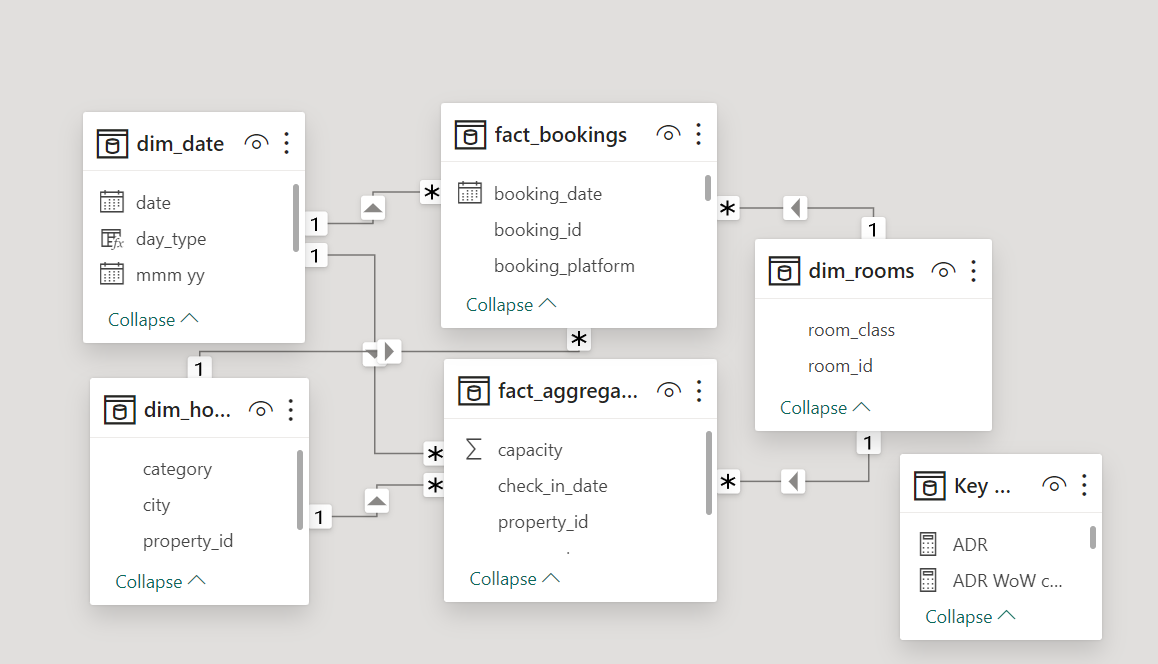 dim_date
date
day_type
mmm yy
Collapse
1
1
fact_bookings
booking_date
booking_id
booking_platform
Collapse
*
*
*
dim_rooms
room_class
room_id
Collapse
1
1
dim_ho...
category
city
property_id
Collapse
1
1
fact_aggrega...
capacity
check_in_date
property_id
Collapse
*
*
*
Key ...
ADR
ADR WoW c...
Collapse